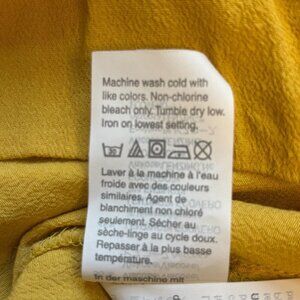 Machine wash cold with
like colors. Non-chlorine
bleach only. Tumble dry low.
Iron on lowest setting.
Laver à la machine à l'eau
froide avec des couleurs
similaires. Agent de
blanchiment non chloré
seulement. Sécher au
sèche-linge au cycle doux.
Repasser à la plus basse
température.
In der maschine mit